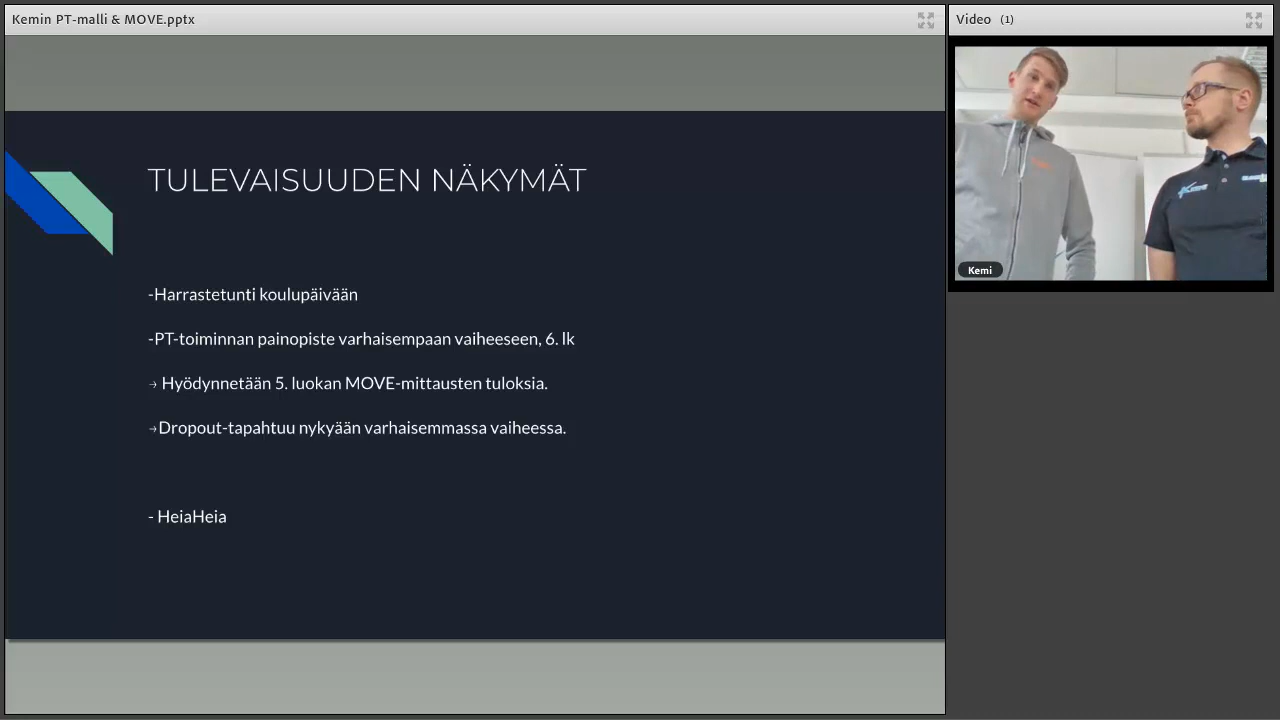 Kemin PT-malli & MOVE.pptx
Video (1)
TULEVAISUUDEN NÄKYMÄT
-Harrastetunti koulupäivään
-PT-toiminnan painopiste varhaisempaan vaiheeseen, 6. lk
→ Hyödynnetään 5. luokan MOVE-mittausten tuloksia.
→Dropout-tapahtuu nykyään varhaisemmassa vaiheessa.
- HeiaHeia
Kemi